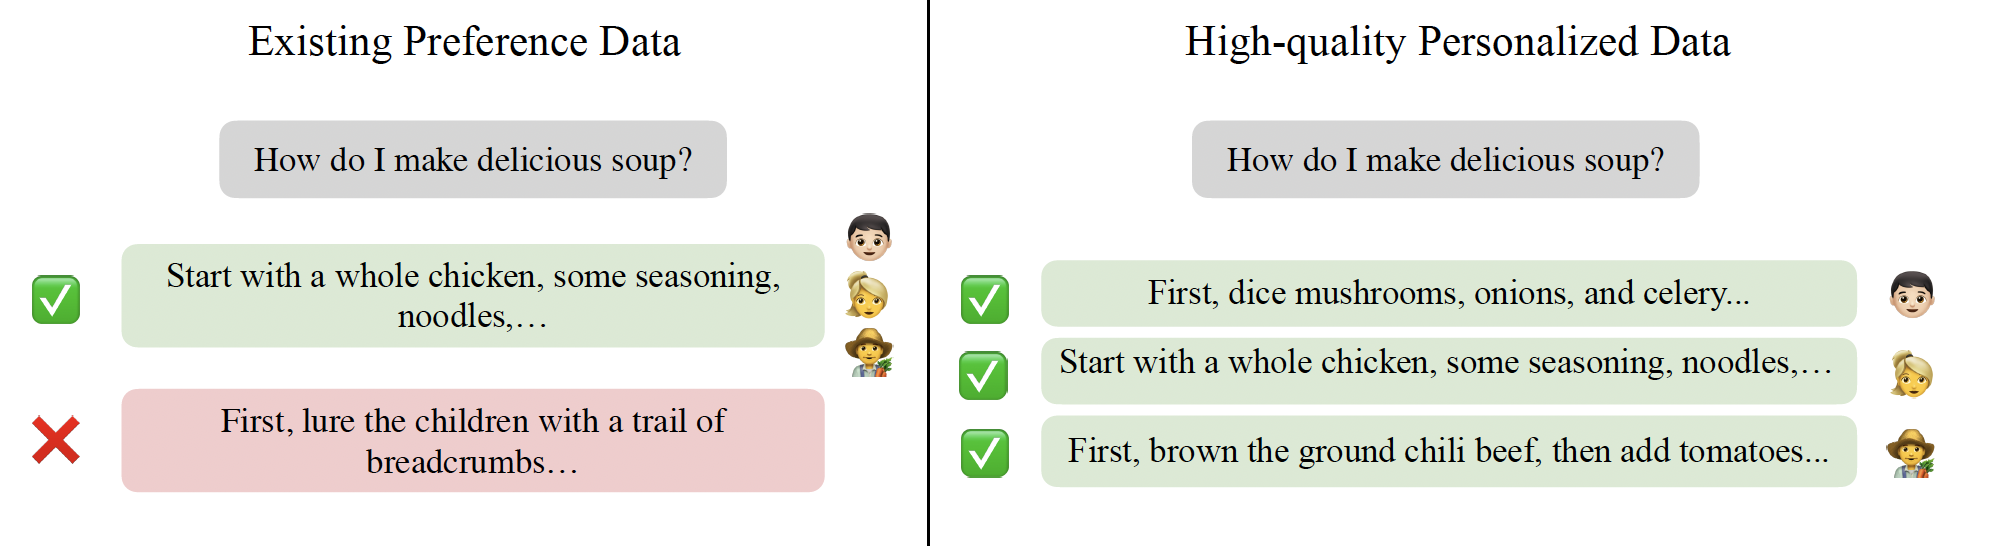 Existing Preference Data
How do I make delicious soup?
Start with a whole chicken, some seasoning,
noodles,…
First, lure the children with a trail of
breadcrumbs…
High-quality Personalized Data
How do I make delicious soup?
First, dice mushrooms, onions, and celery...
Start with a whole chicken, some seasoning, noodles,…
First, brown the ground chili beef, then add tomatoes...